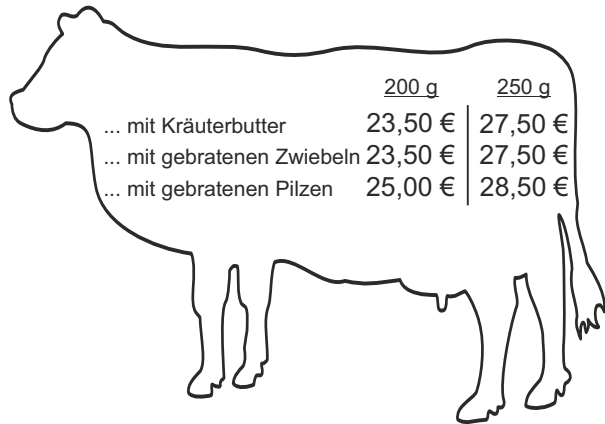 200 g 250 g
... mit Kräuterbutter 23,50 € 27,50 €
... mit gebratenen Zwiebeln 23,50 € 27,50 €
... mit gebratenen Pilzen 25,00 € 28,50 €